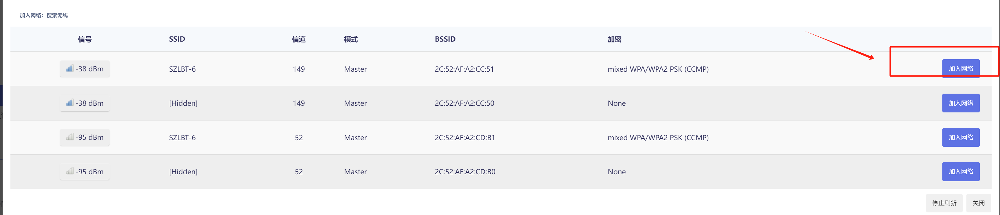 加入网络：搜索无线
信号 SSID 信道 模式 BSSID 加密
-38 dBm SZLBT-6 149 Master 2C:52:AF:A2:CC:51 mixed WPA/WPA2 PSK (CCMP) 加入网络
-38 dBm [Hidden] 149 Master 2C:52:AF:A2:CC:50 None 加入网络
-95 dBm SZLBT-6 52 Master 2C:52:AF:A2:CD:B1 mixed WPA/WPA2 PSK (CCMP) 加入网络
-95 dBm [Hidden] 52 Master 2C:52:AF:A2:CD:B0 None 加入网络
停止刷新 关闭